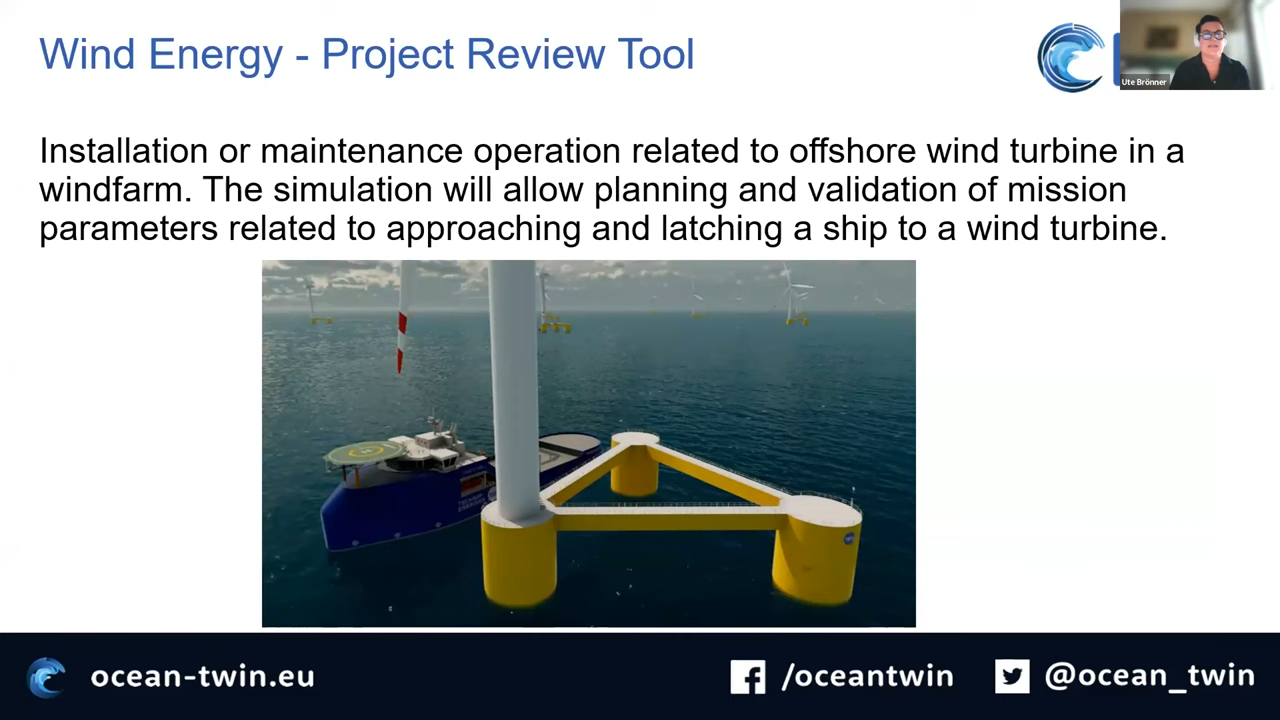 Wind Energy - Project Review Tool
Ute Brönner
Installation or maintenance operation related to offshore wind turbine in a
windfarm. The simulation will allow planning and validation of mission
parameters related to approaching and latching a ship to a wind turbine.
ocean-twin.eu
/oceantwin
@ocean_twin